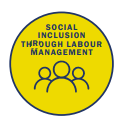 SOCIAL
INCLUSION
THROUGH LABOUR
MANAGEMENT